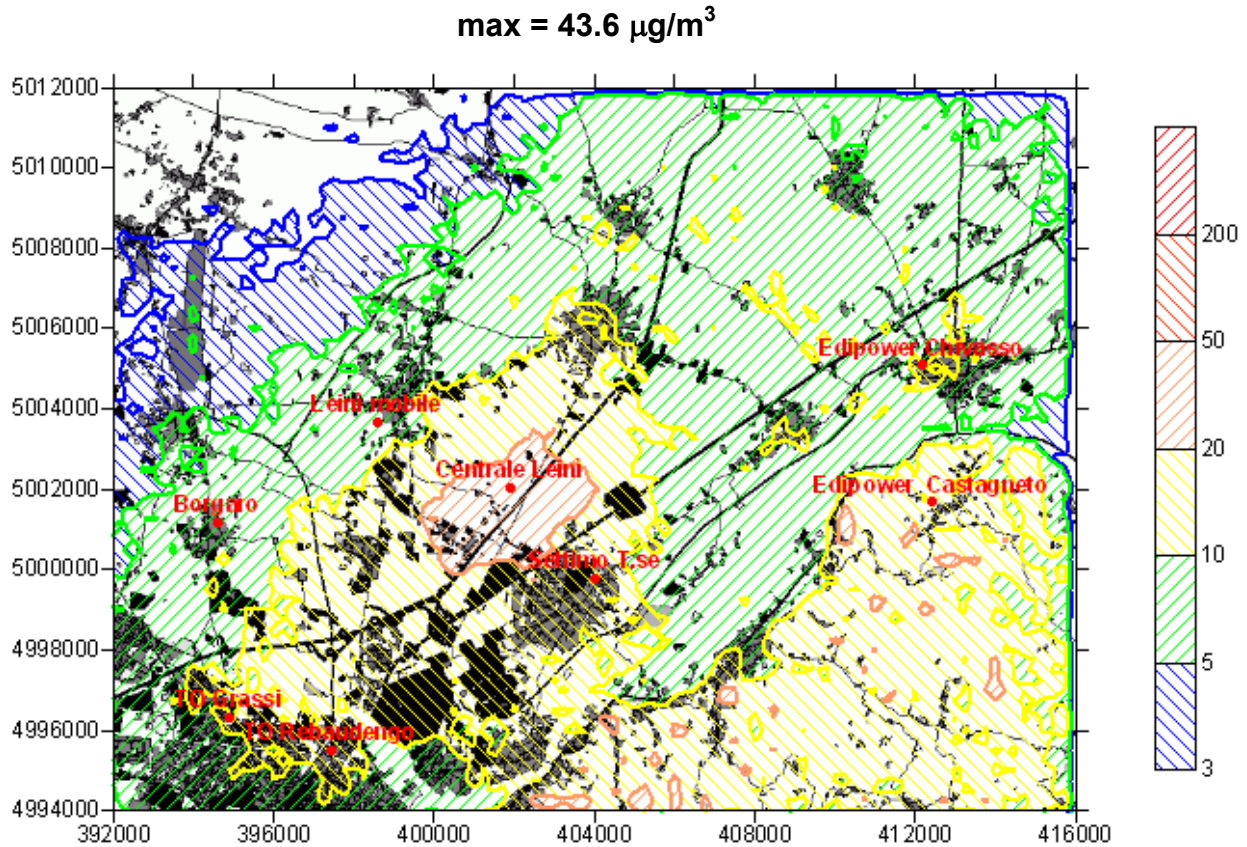 max = 43.6 μg/m³
5012000
5010000
5008000
5006000
5004000
5002000
5000000
4998000
4996000
4994000
392000 396000 400000 404000 408000 412000 416000
Edipower Chivasso
Leini mobile
Centrale Leini
Edipower Castagneto
Borgaro
Settimo T.se
TO Grassi
TO Rebaudengo
200
50
20
10
5
3